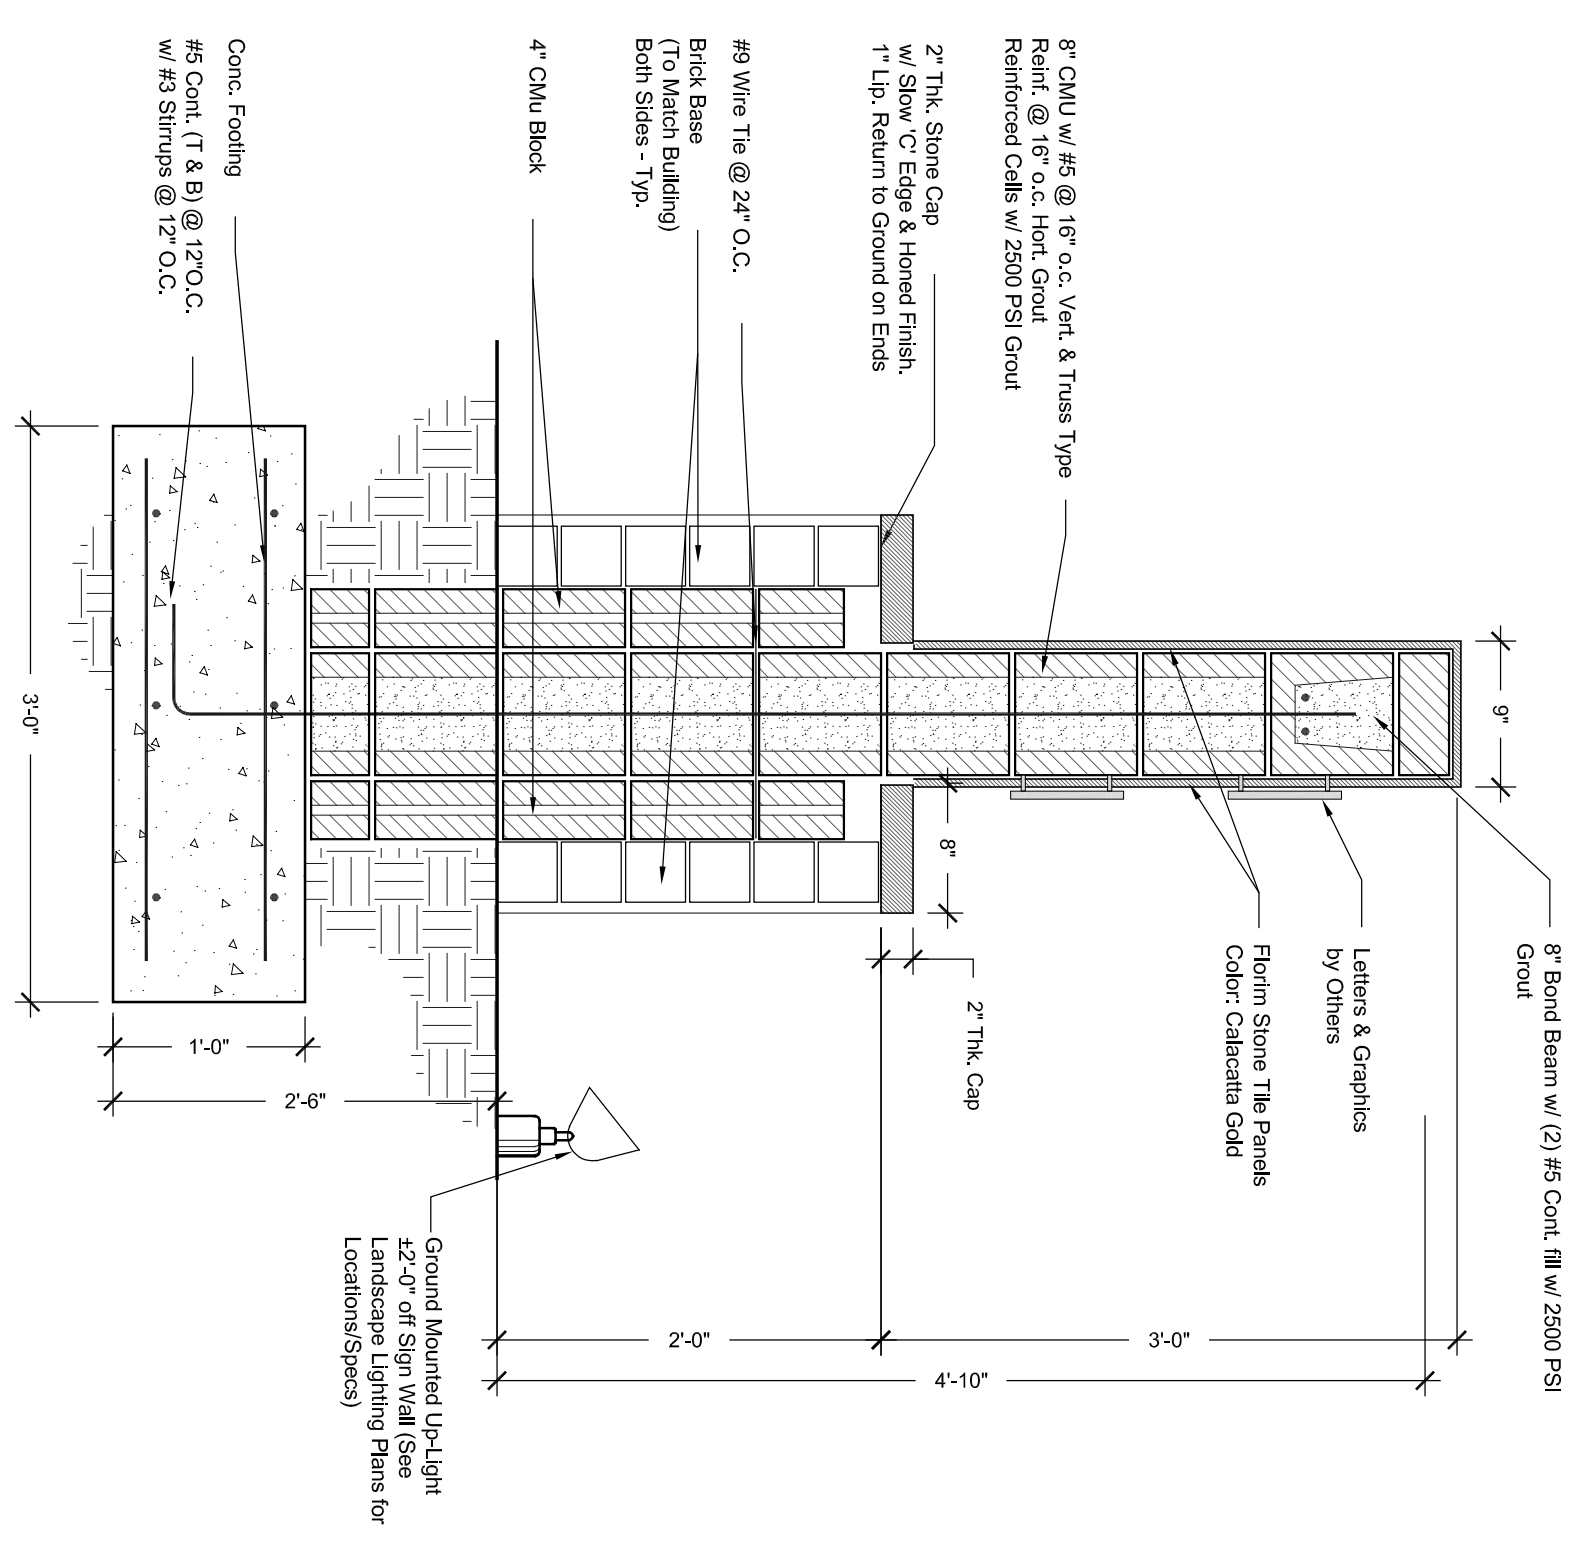 8" CMU w/ #5 @ 16" o.c. Vert. & Truss Type
Reinf. @ 16" o.c. Hort. Grout
Reinforced Cells w/ 2500 PSI Grout
2" Thk. Stone Cap
w/ Slow 'C' Edge & Honed Finish.
1" Lip. Return to Ground on Ends
#9 Wire Tie @ 24" O.C.
Brick Base
(To Match Building)
Both Sides - Typ.
4" CMu Block
Conc. Footing
#5 Cont. (T & B) @ 12"O.C.
w/ #3 Stirrups @ 12" O.C.
8" Bond Beam w/ (2) #5 Cont. fill w/ 2500 PSI
Grout
Letters & Graphics
by Others
Florim Stone Tile Panels
Color: Calacatta Gold
2" Thk. Cap
Ground Mounted Up-Light
±2'-0" off Sign Wall (See
Landscape Lighting Plans for
Locations/Specs)
9"
8"
3'-0"
1'-0"
2'-6"
2'-0"
3'-0"
4'-10"